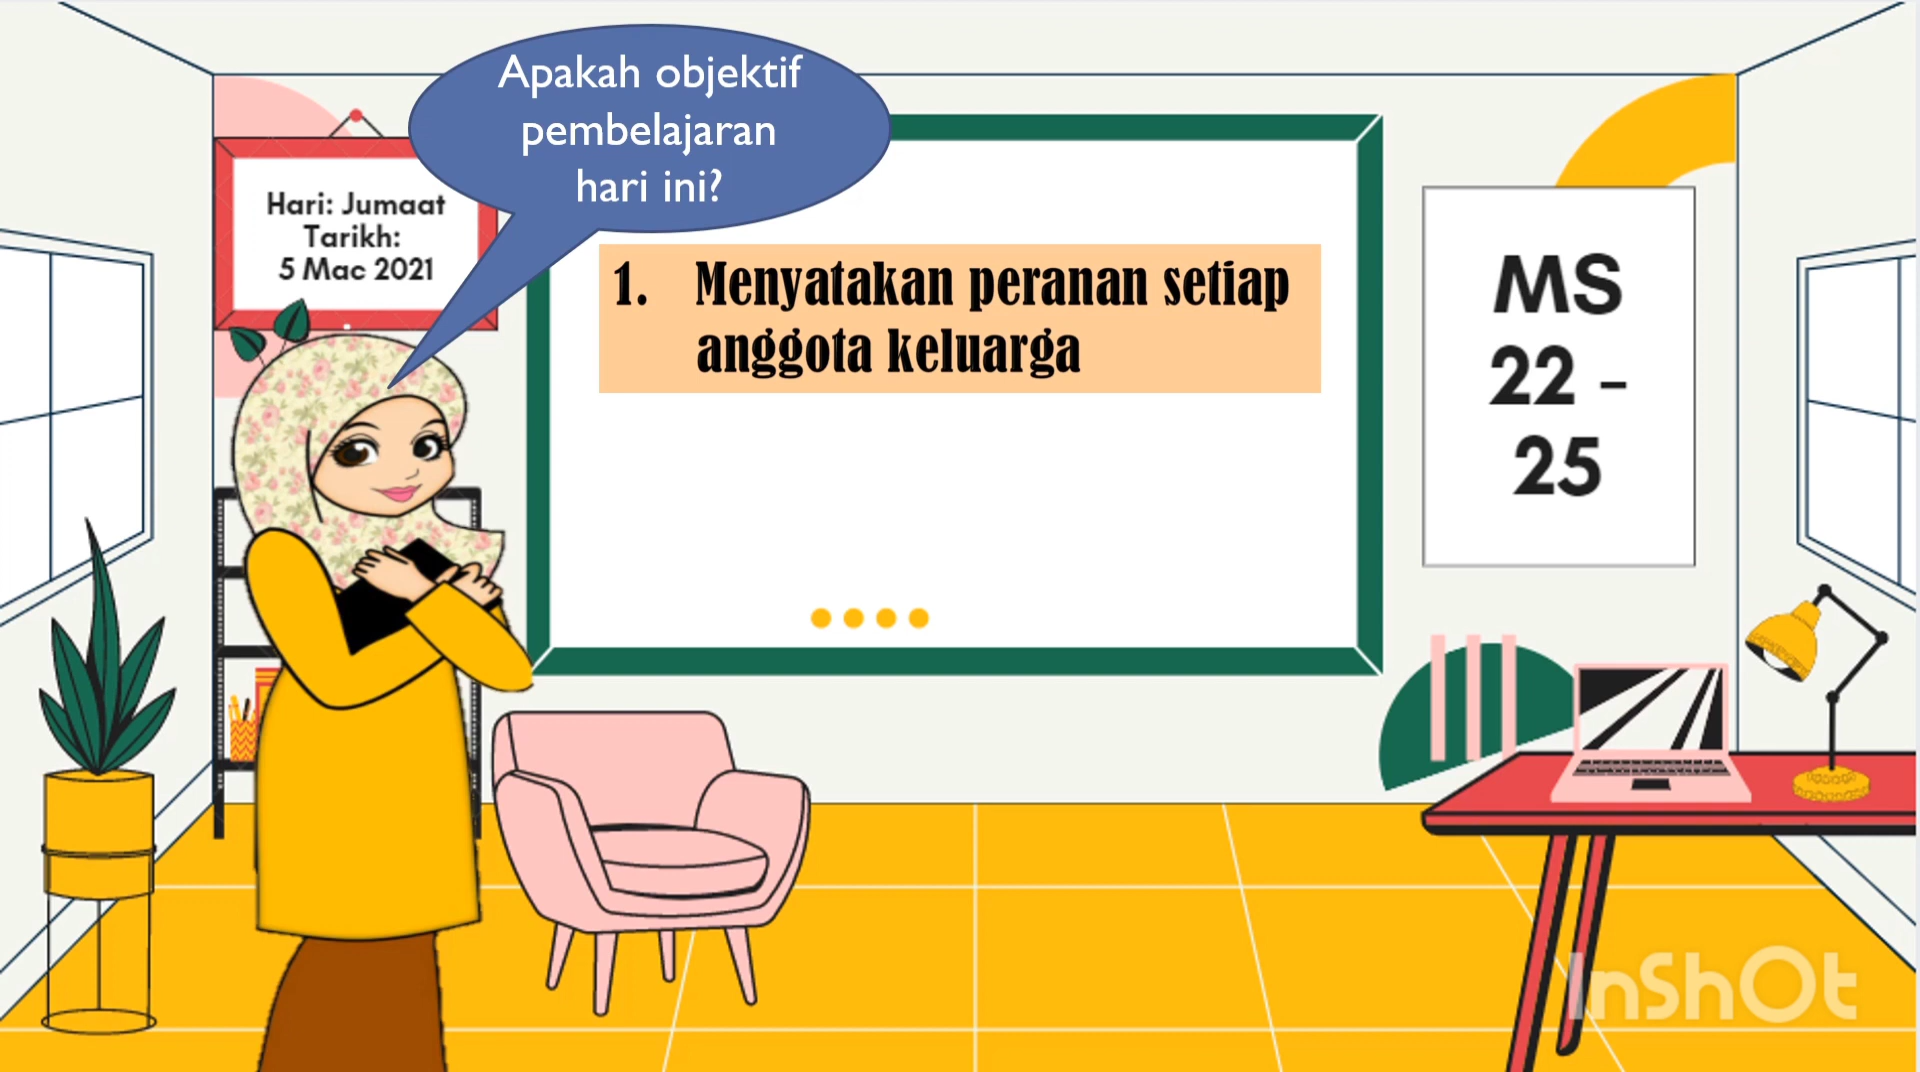 Apakah objektif
pembelajaran
hari ini?
Hari: Jumaat
Tarikh:
5 Mac 2021
1. Menyatakan peranan setiap
anggota keluarga
MS
22 -
25
InShOt